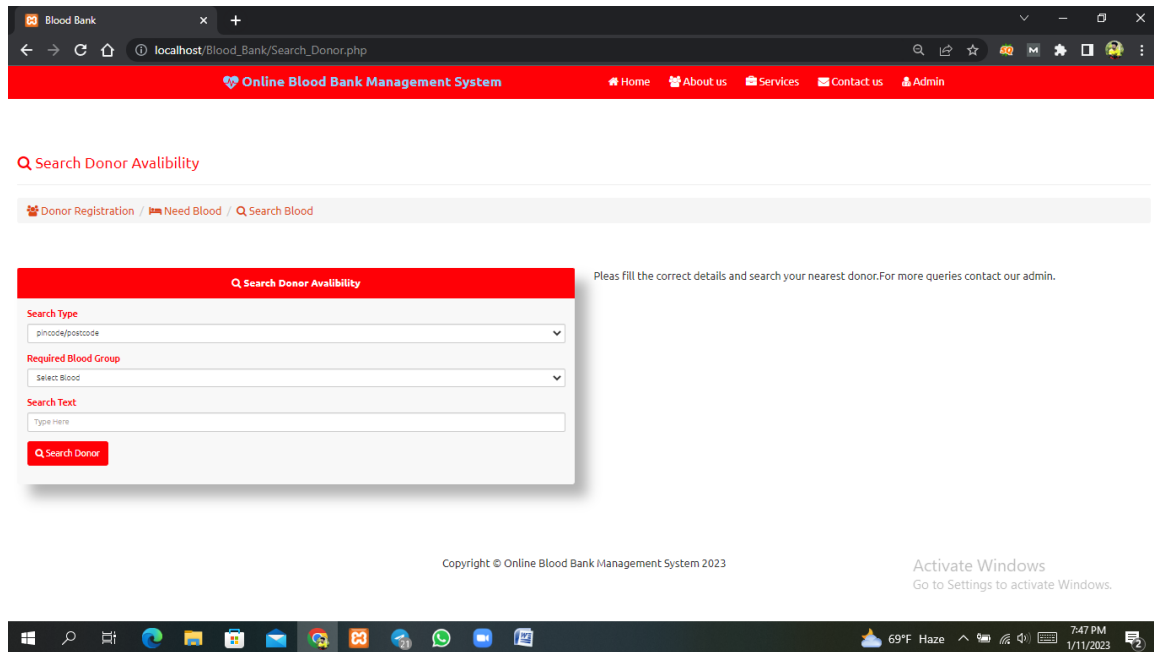 Blood Bank
localhost/Blood_Bank/Search_Donor.php
Online Blood Bank Management System Home About us Services Contact us Admin
Search Donor Avalibility
Donor Registration / Need Blood / Search Blood
Search Donor Avalibility
Search Type
pincode/postcode
Required Blood Group
Select Blood
Search Text
Type Here
Search Donor
Pleas fill the correct details and search your nearest donor.For more queries contact our admin.
Copyright © Online Blood Bank Management System 2023
Activate Windows
Go to Settings to activate Windows.
69°F Haze
7:47 PM
1/11/2023